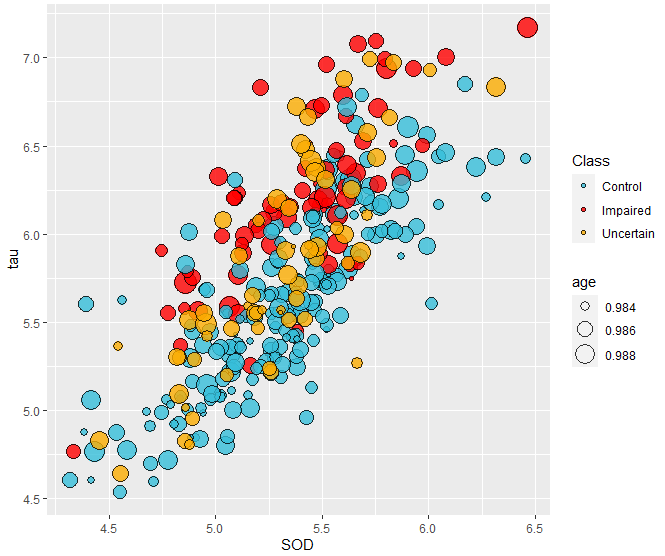 7.0
6.5
6.0
5.5
5.0
4.5
tau
4.5 5.0 5.5 6.0 6.5
SOD
Class
Control
Impaired
Uncertain
age
0.984
0.986
0.988